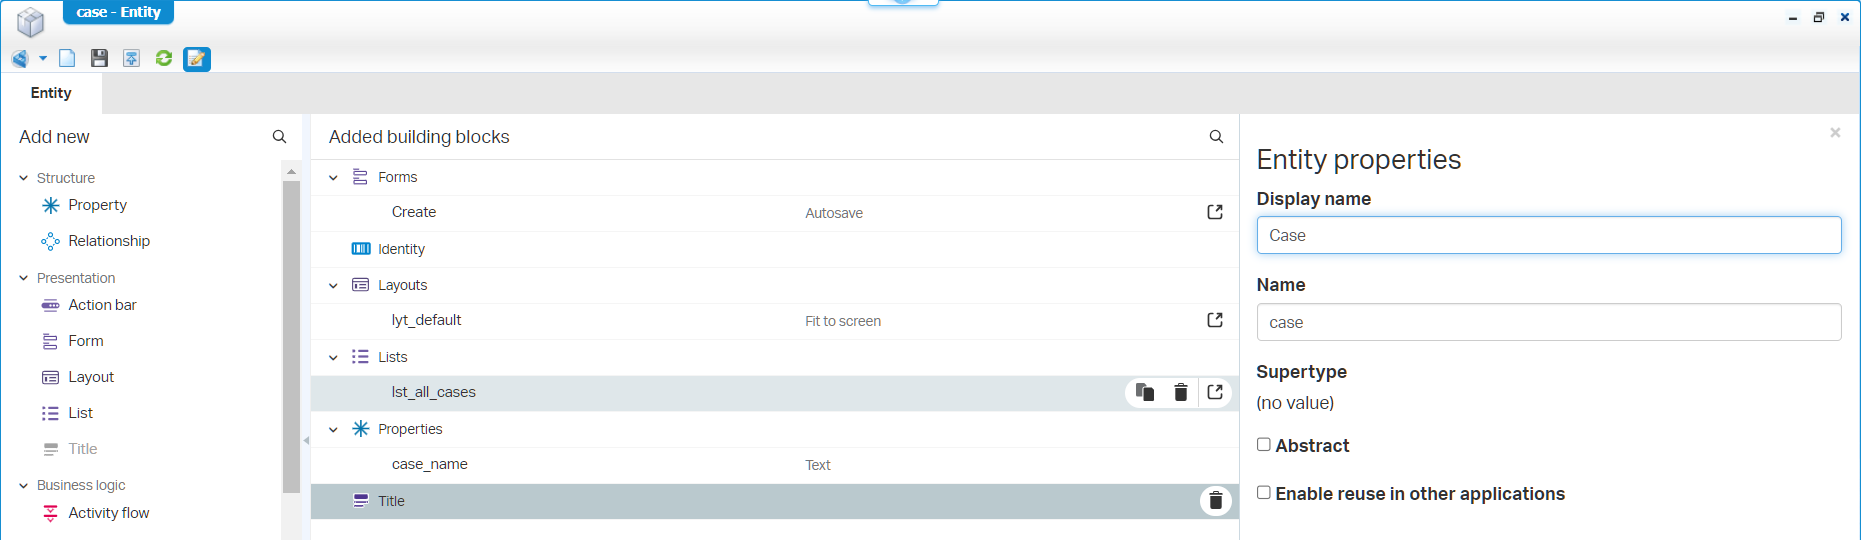 case - Entity
Entity
Add new
Structure
Property
Relationship
Presentation
Action bar
Form
Layout
List
Title
Business logic
Activity flow
Added building blocks
Forms
Create Autosave
Identity
Layouts
lyt_default Fit to screen
Lists
lst_all_cases
Properties
case_name Text
Title
Entity properties
Display name
Case
Name
case
Supertype
(no value)
Abstract
Enable reuse in other applications